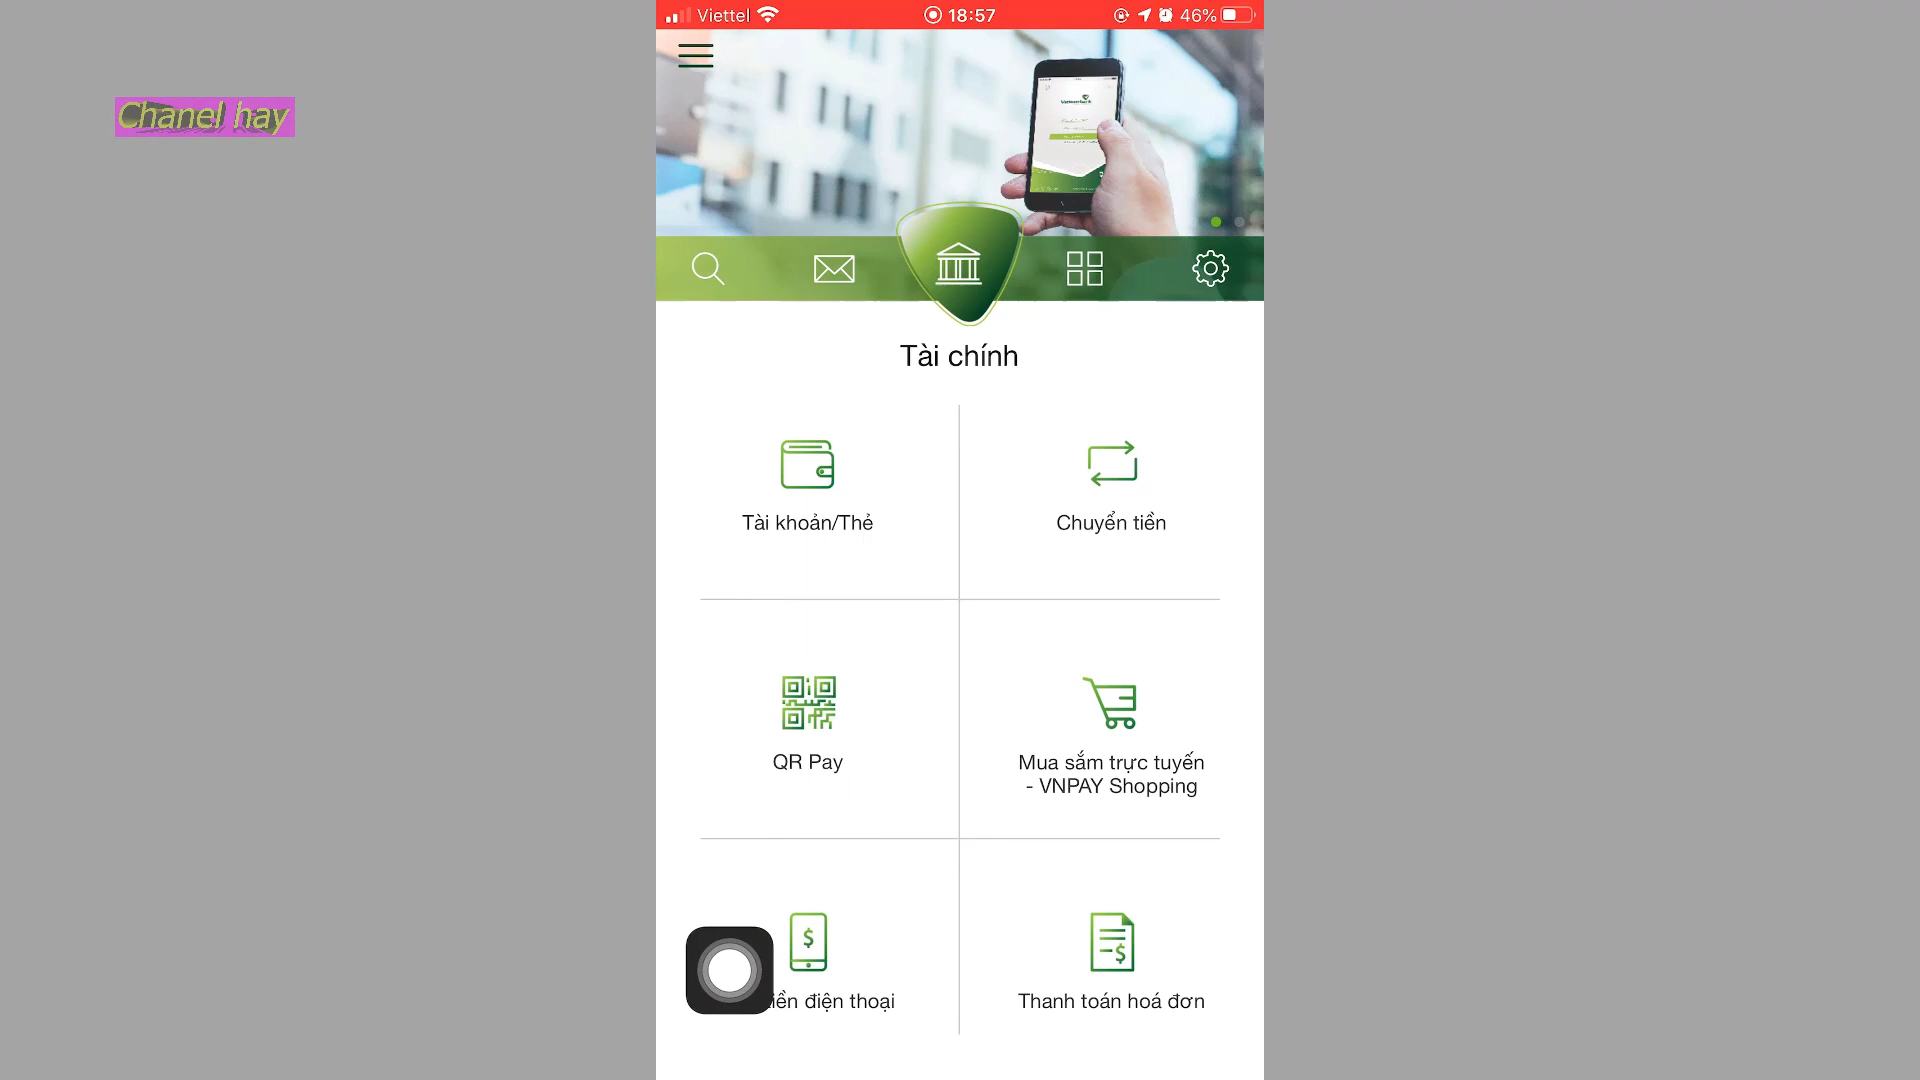 Viettel
18:57
46%
Chanel hay
Vietcombank
Tài chính
Tài khoản/Thẻ
Chuyển tiền
QR Pay
Mua sắm trực tuyến
- VNPAY Shopping
điện thoại
Thanh toán hoá đơn